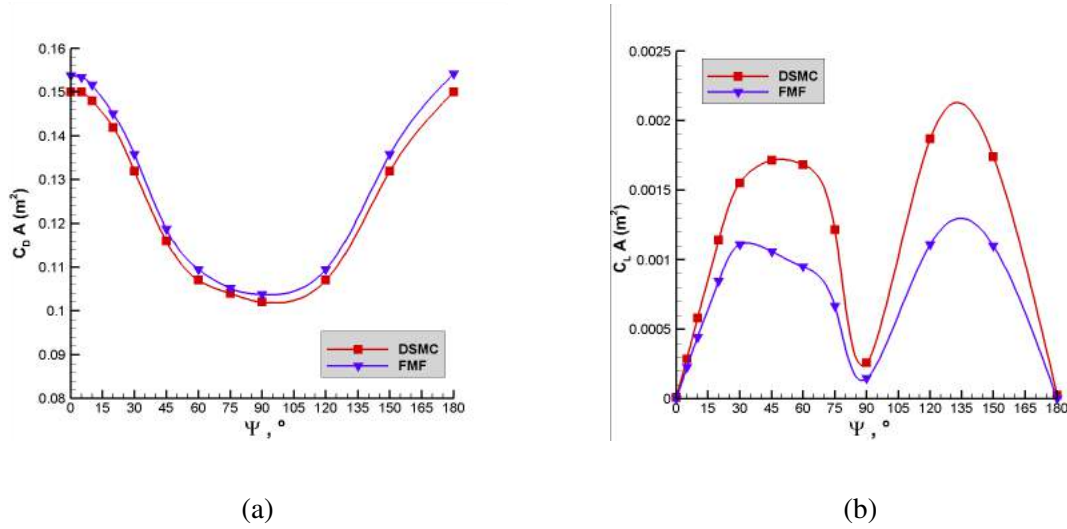 0.16
0.15
0.14
0.13
0.12
0.11
0.1
0.09
0.08
C_D A (m²)
DSMC
FMF
0 15 30 45 60 75 90 105 120 135 150 165 180
Ψ , °
(a)
0.0025
0.002
0.0015
0.001
0.0005
0
C_L A (m²)
DSMC
FMF
0 15 30 45 60 75 90 105 120 135 150 165 180
Ψ , °
(b)